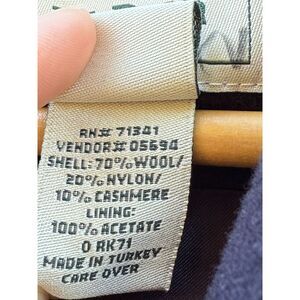 RN# 71341
VENDOR# 05694
SHELL: 70% WOOL/
20% NYLON/
10% CASHMERE
LINING:
100% ACETATE
0 RK71
MADE IN TURKEY
CARE OVER